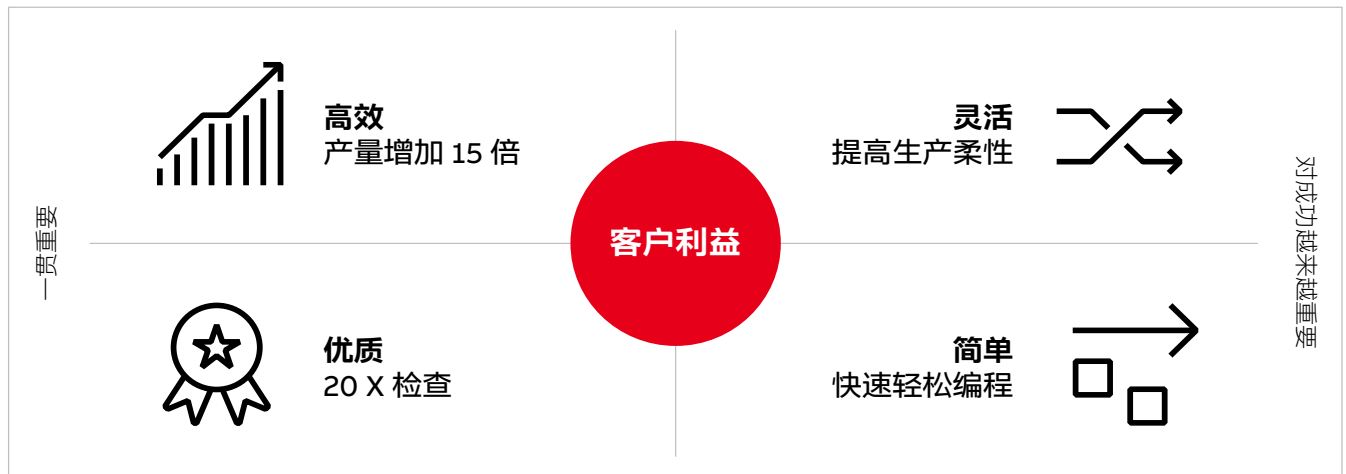 一贯重要
高效
产量增加 15 倍
优质
20 X 检查
客户利益
灵活
提高生产柔性
简单
快速轻松编程
对成功越来越重要